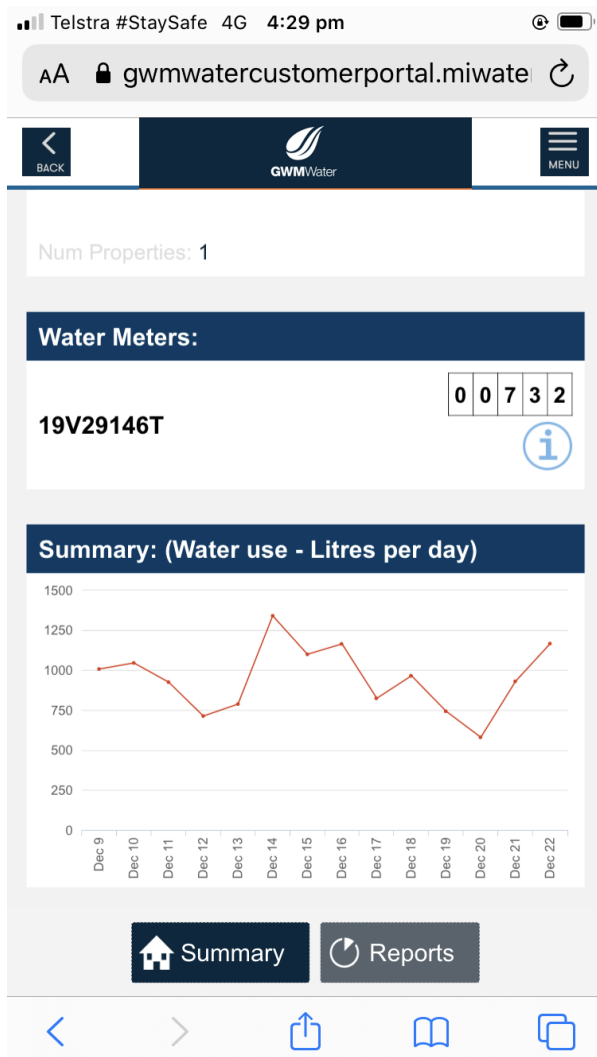 Telstra #StaySafe 4G 4:29 pm
AA gwmwatercustomerportal.miwate
BACK
GWMWater
MENU
Num Properties: 1
Water Meters:
00732
19V29146T
i
Summary: (Water use - Litres per day)
1500
1250
1000
750
500
250
0
Dec 9 Dec 10 Dec 11 Dec 12 Dec 13 Dec 14 Dec 15 Dec 16 Dec 17 Dec 18 Dec 19 Dec 20 Dec 21 Dec 22
Summary Reports